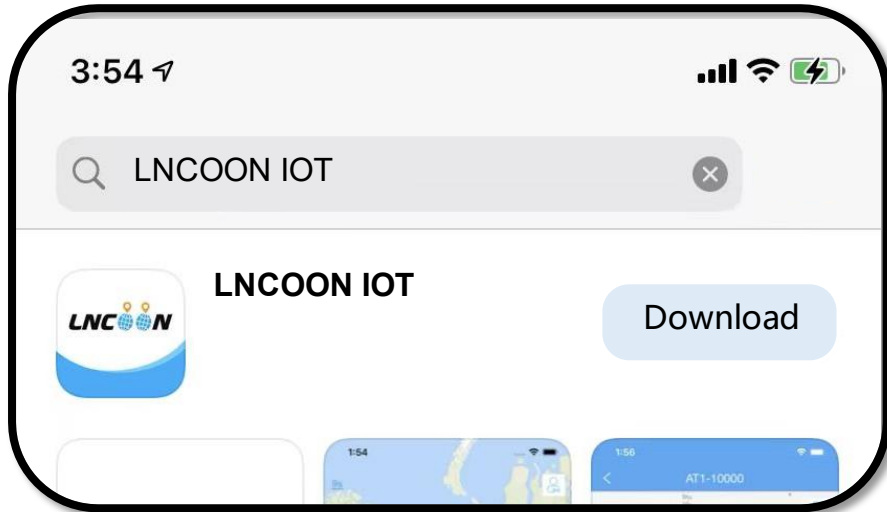 3:54
LNCOON IOT
LNCOON IOT
Download
LNCOON
1:54
1:56
AT1-10000